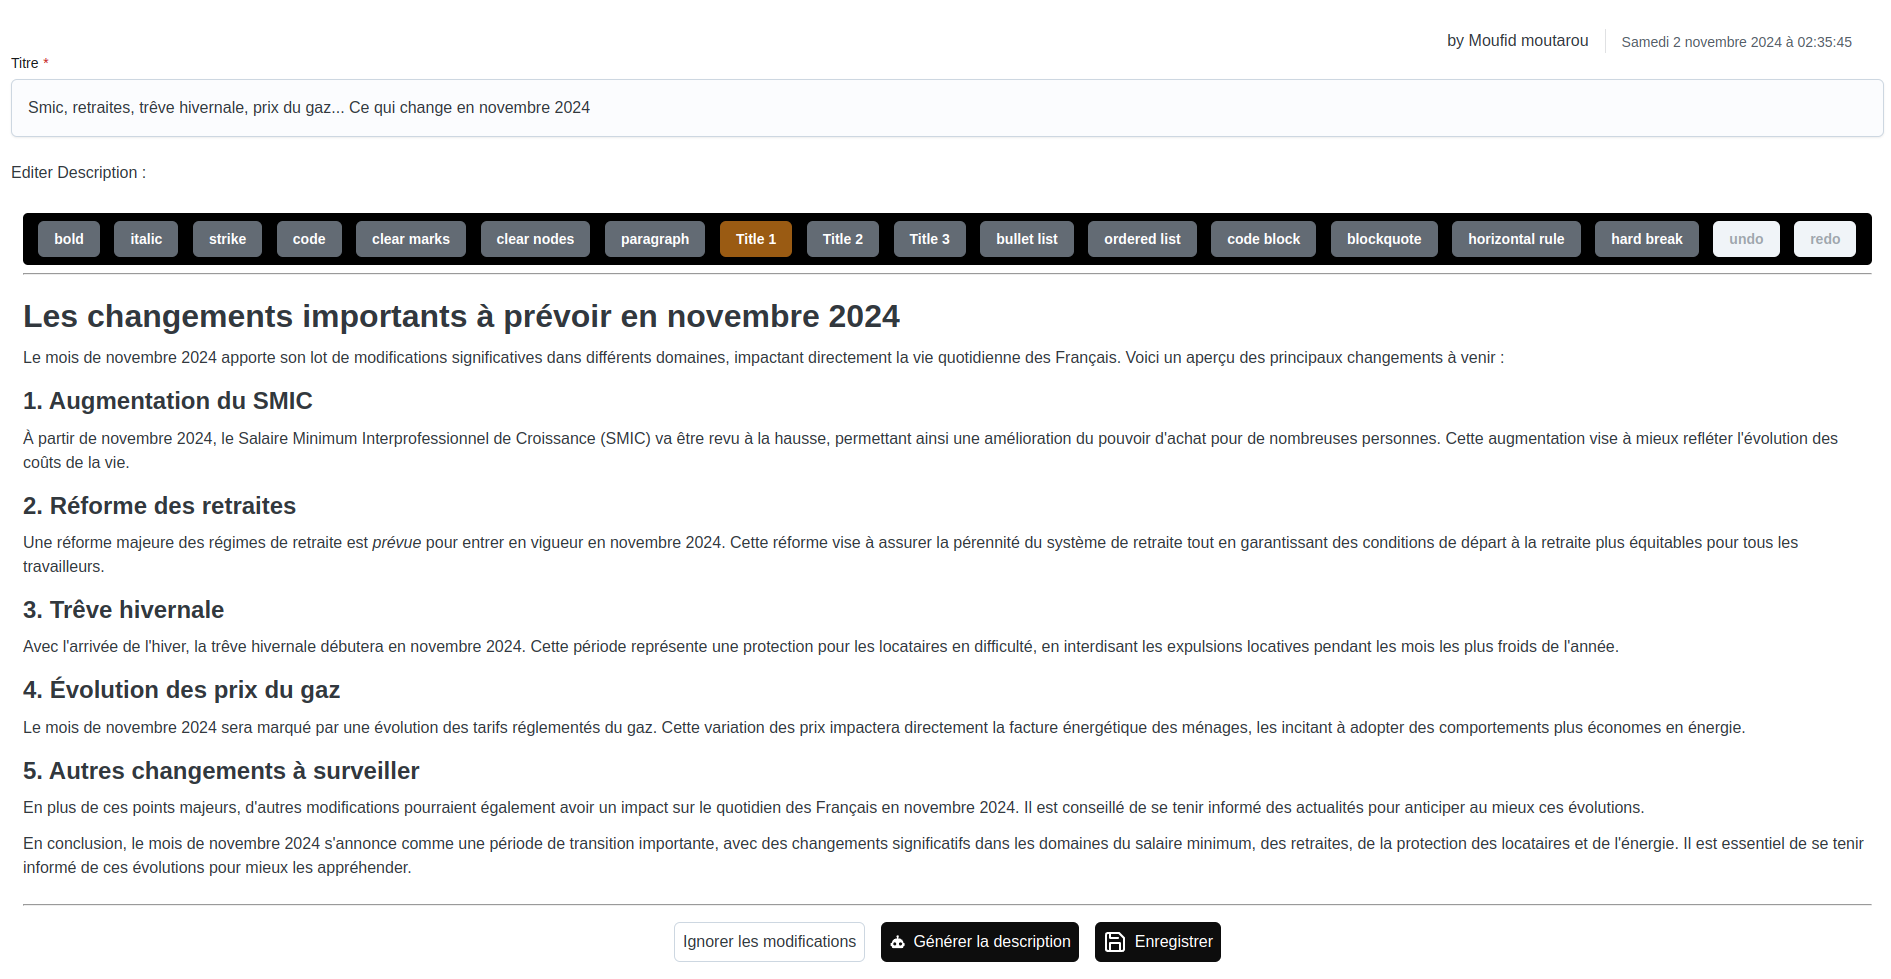 by Moufid moutarou
Samedi 2 novembre 2024 à 02:35:45
Titre *
Smic, retraites, trêve hivernale, prix du gaz... Ce qui change en novembre 2024
Editer Description :
bold italic strike code clear marks clear nodes paragraph Title 1 Title 2 Title 3 bullet list ordered list code block blockquote horizontal rule hard break undo redo
Les changements importants à prévoir en novembre 2024
Le mois de novembre 2024 apporte son lot de modifications significatives dans différents domaines, impactant directement la vie quotidienne des Français. Voici un aperçu des principaux changements à venir :
1. Augmentation du SMIC
À partir de novembre 2024, le Salaire Minimum Interprofessionnel de Croissance (SMIC) va être revu à la hausse, permettant ainsi une amélioration du pouvoir d'achat pour de nombreuses personnes. Cette augmentation vise à mieux refléter l'évolution des
coûts de la vie.
2. Réforme des retraites
Une réforme majeure des régimes de retraite est prévue pour entrer en vigueur en novembre 2024. Cette réforme vise à assurer la pérennité du système de retraite tout en garantissant des conditions de départ à la retraite plus équitables pour tous les
travailleurs.
3. Trêve hivernale
Avec l'arrivée de l'hiver, la trêve hivernale débutera en novembre 2024. Cette période représente une protection pour les locataires en difficulté, en interdisant les expulsions locatives pendant les mois les plus froids de l'année.
4. Évolution des prix du gaz
Le mois de novembre 2024 sera marqué par une évolution des tarifs réglementés du gaz. Cette variation des prix impactera directement la facture énergétique des ménages, les incitant à adopter des comportements plus économes en énergie.
5. Autres changements à surveiller
En plus de ces points majeurs, d'autres modifications pourraient également avoir un impact sur le quotidien des Français en novembre 2024. Il est conseillé de se tenir informé des actualités pour anticiper au mieux ces évolutions.
En conclusion, le mois de novembre 2024 s'annonce comme une période de transition importante, avec des changements significatifs dans les domaines du salaire minimum, des retraites, de la protection des locataires et de l'énergie. Il est essentiel de se tenir
informé de ces évolutions pour mieux les appréhender.
Ignorer les modifications Générer la description Enregistrer